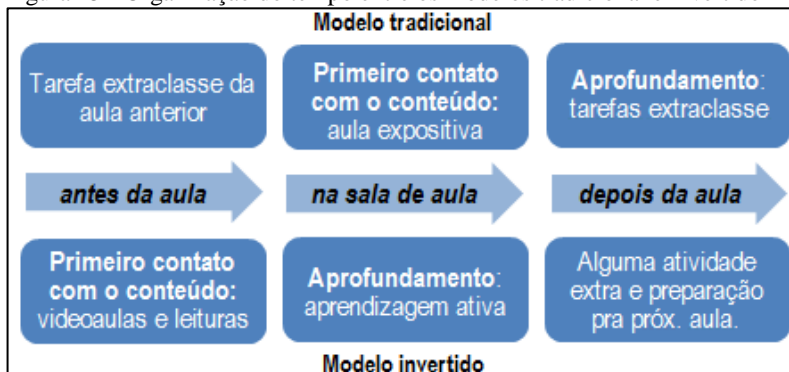 Modelo tradicional
Tarefa extraclasse da
aula anterior
Primeiro contato
com o conteúdo:
aula expositiva
Aprofundamento:
tarefas extraclasse
antes da aula
na sala de aula
depois da aula
Primeiro contato
com o conteúdo:
videoaulas e leituras
Aprofundamento:
aprendizagem ativa
Alguma atividade
extra e preparação
pra próx. aula.
Modelo invertido